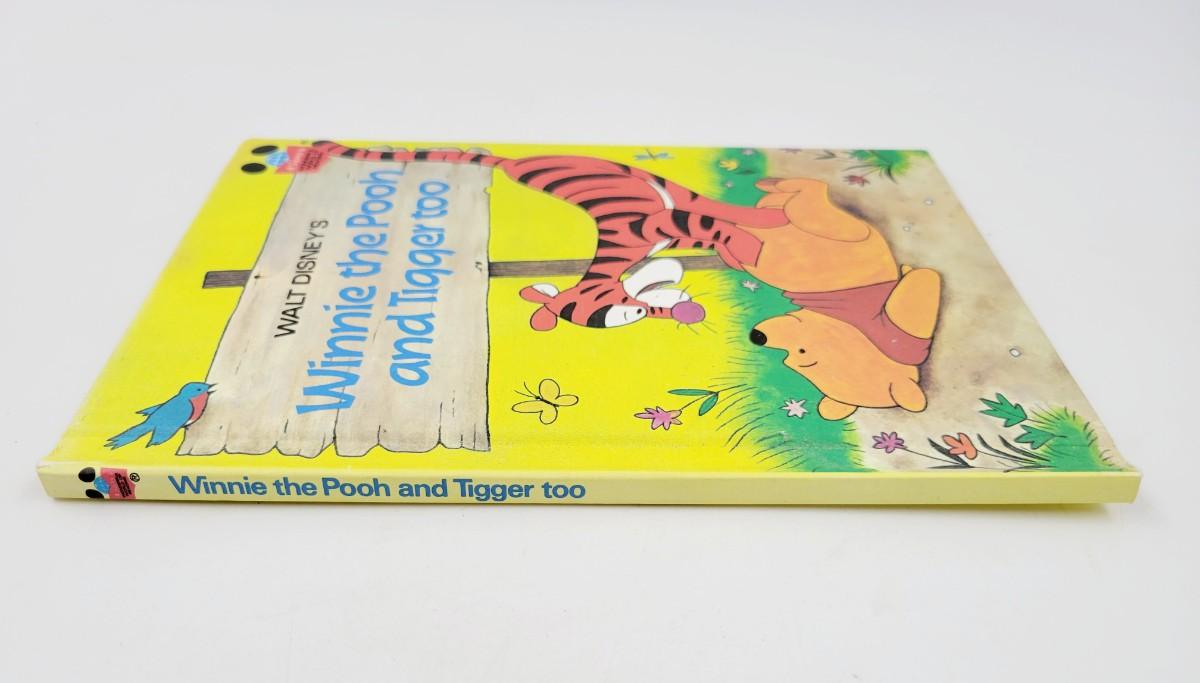 WALT DISNEY'S
Winnie the Pooh
and Tigger too
Winnie the Pooh and Tigger too
®